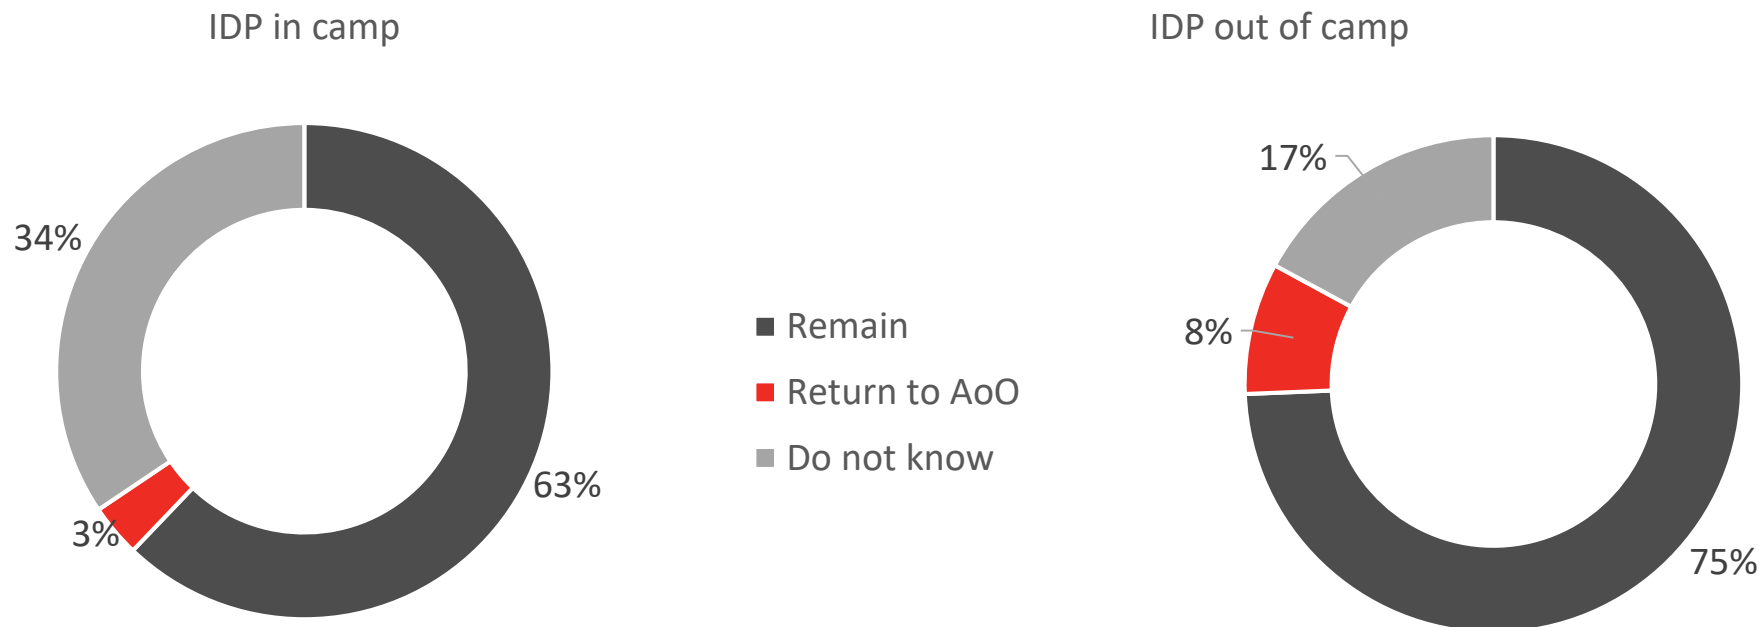 IDP in camp
34%
3%
63%
Remain
Return to AoO
Do not know
IDP out of camp
17%
8%
75%